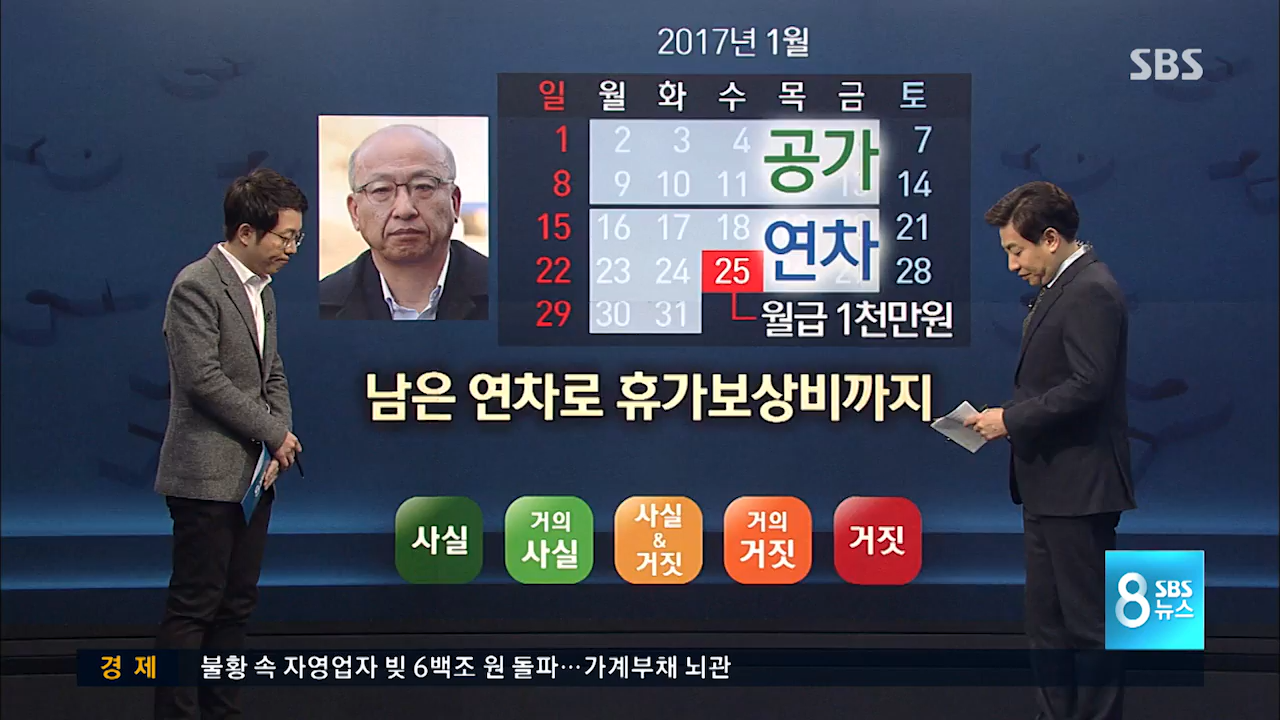 2017년 1월
SBS
일 월 화 수 목 금 토
1 2 3 4 7
공가
8 9 10 11 13 14
15 16 17 18 21
연차
22 23 24 25 27 28
29 30 31
월급 1천만원
남은 연차로 휴가보상비까지
사실
거의
사실
사실
&
거짓
거의
거짓
거짓
8 SBS
뉴스
경제 불황 속 자영업자 빚 6백조 원 돌파…가계부채 뇌관